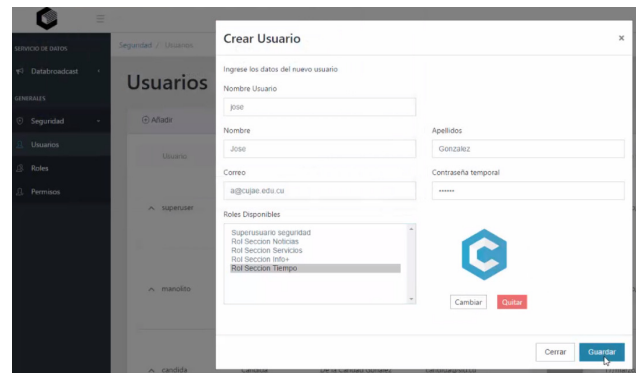 SERVICIO DE DATOS
Databroadcast
GENERALES
Seguridad
Usuarios
Roles
Permisos
Seguridad / Usuarios
Usuarios
Añadir
Usuario
superuser
manolito
candida
Crear Usuario ×
Ingrese los datos del nuevo usuario
Nombre Usuario
jose
Nombre Apellidos
Jose Gonzalez
Correo Contraseña temporal
a@cujae.edu.cu ••••••
Roles Disponibles
Superusuario seguridad
Rol Seccion Noticias
Rol Seccion Servicios
Rol Seccion Info+
Rol Seccion Tiempo
Cambiar Quitar
Cerrar Guardar